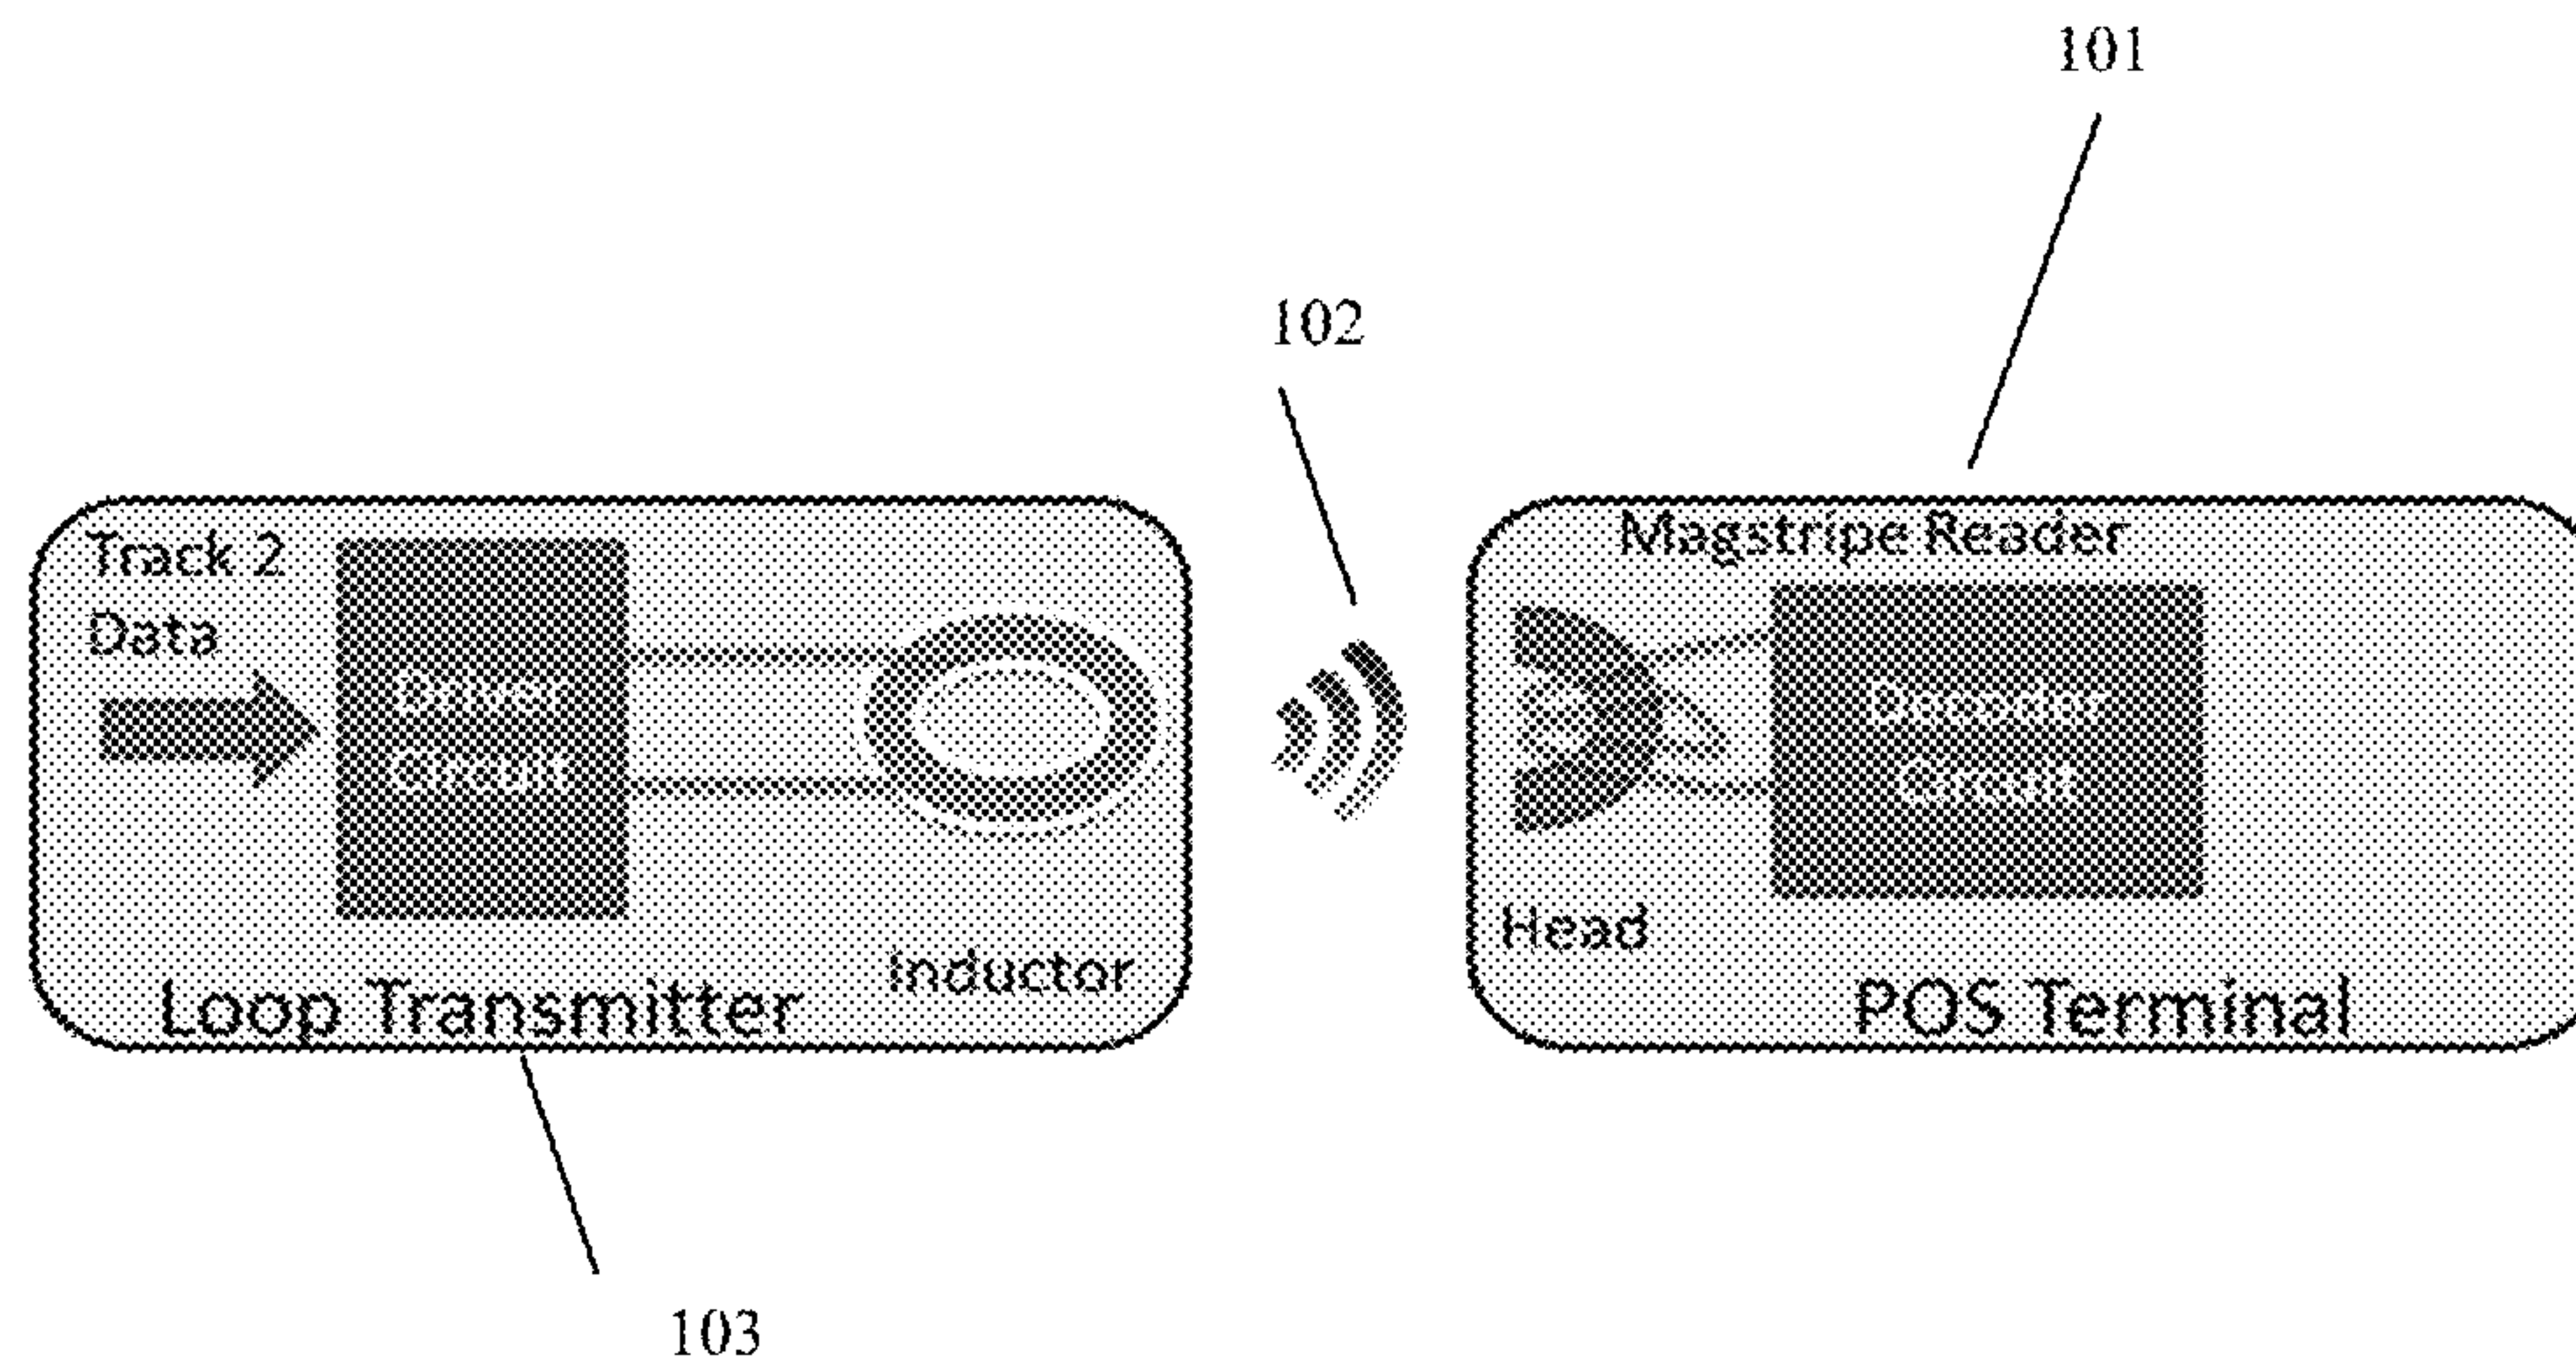 101
102
Track 2
Data
Driver
Circuit
Inductor
Loop Transmitter
Magstripe Reader
Decoder
Circuit
Head
POS Terminal
103